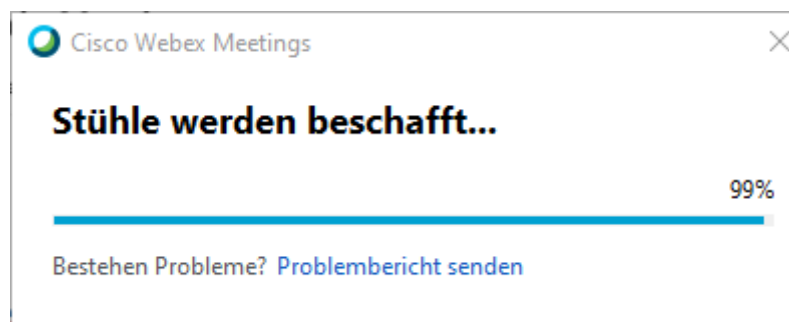 Cisco Webex Meetings
Stühle werden beschafft...
99%
Bestehen Probleme? Problembericht senden